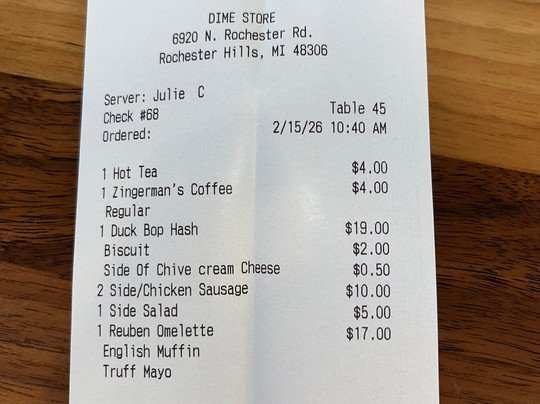 DIME STORE
6920 N. Rochester Rd.
Rochester Hills, MI 48306
Server: Julie C
Check #68 Table 45
Ordered: 2/15/26 10:40 AM
1 Hot Tea $4.00
1 Zingerman's Coffee $4.00
Regular
1 Duck Bop Hash $19.00
Biscuit $2.00
Side Of Chive cream Cheese $0.50
2 Side/Chicken Sausage $10.00
1 Side Salad $5.00
1 Reuben Omelette $17.00
English Muffin
Truff Mayo